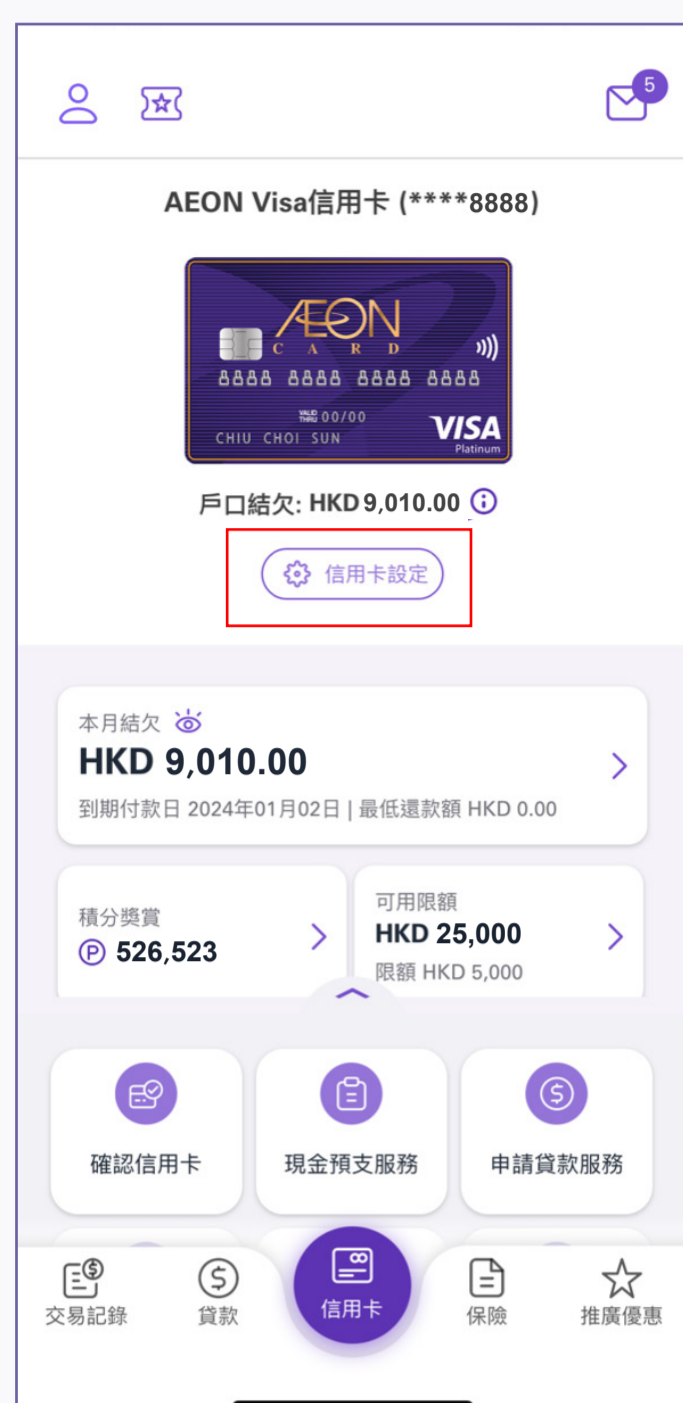 5
AEON Visa信用卡 (****8888)
ÆON
CARD
8888 8888 8888 8888
VALID THRU 00/00
CHIU CHOI SUN
VISA
Platinum
戶口結欠: HKD 9,010.00
信用卡設定
本月結欠
HKD 9,010.00
到期付款日 2024年01月02日 | 最低還款額 HKD 0.00
積分獎賞
P 526,523
可用限額
HKD 25,000
限額 HKD 5,000
確認信用卡
現金預支服務
申請貸款服務
交易記錄
貸款
信用卡
保險
推廣優惠